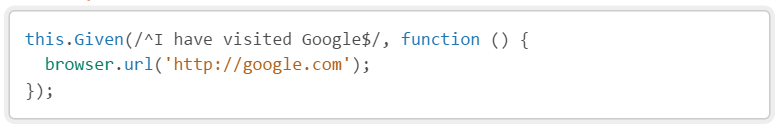 this.Given(/^I have visited Google$/, function () {
  browser.url('http://google.com');
});